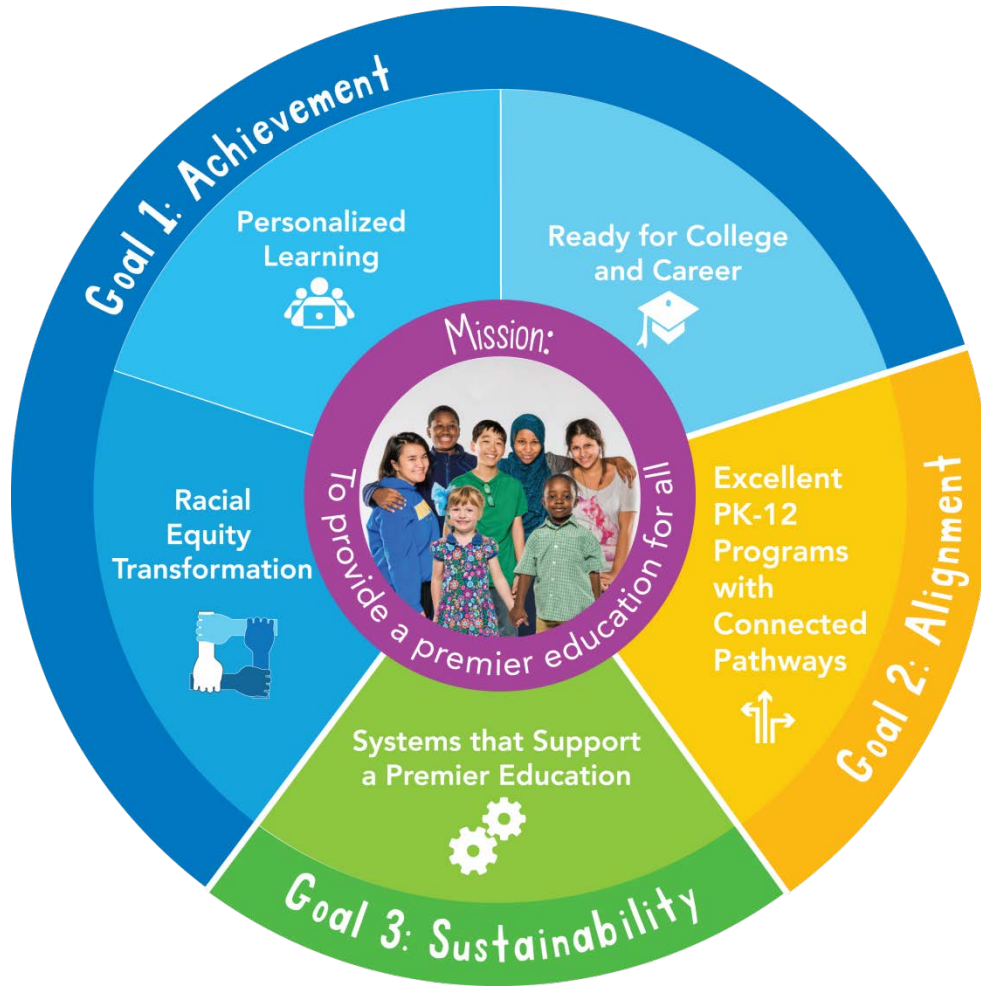 Goal 1: Achievement
Personalized
Learning
Ready for College
and Career
Racial
Equity
Transformation
Mission:
To provide a premier education for all
Excellent
PK-12
Programs
with
Connected
Pathways
Goal 2: Alignment
Systems that Support
a Premier Education
Goal 3: Sustainability